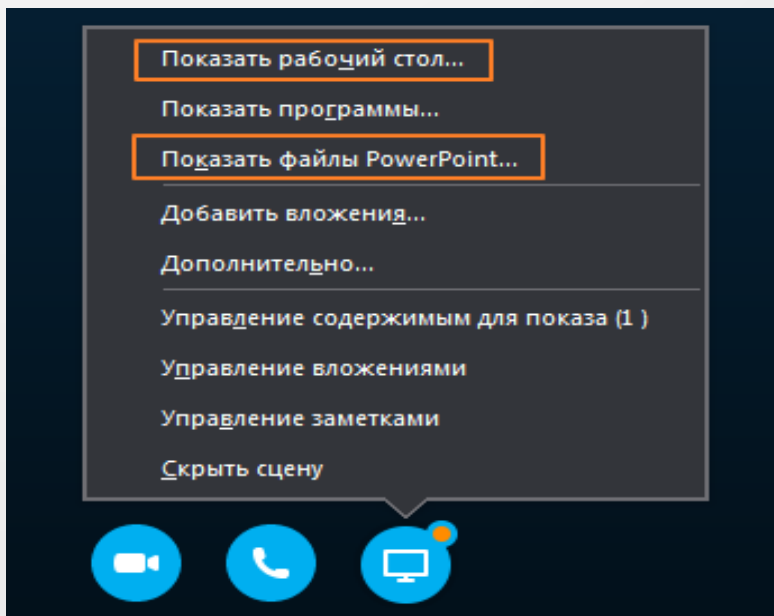 Показать рабочий стол...
Показать программы...
Показать файлы PowerPoint...
Добавить вложения...
Дополнительно...
Управление содержимым для показа (1 )
Управление вложениями
Управление заметками
Скрыть сцену